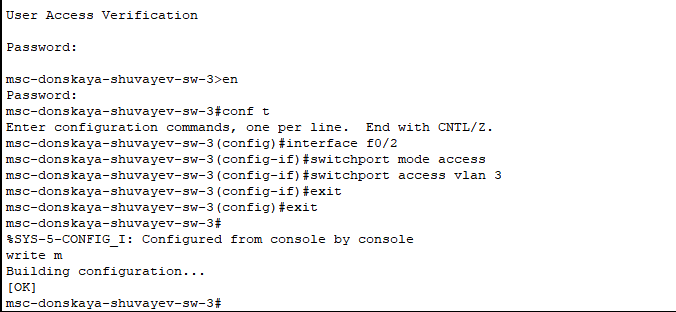 User Access Verification
Password:
msc-donskaya-shuvayev-sw-3>en
Password:
msc-donskaya-shuvayev-sw-3#conf t
Enter configuration commands, one per line.  End with CNTL/Z.
msc-donskaya-shuvayev-sw-3(config)#interface f0/2
msc-donskaya-shuvayev-sw-3(config-if)#switchport mode access
msc-donskaya-shuvayev-sw-3(config-if)#switchport access vlan 3
msc-donskaya-shuvayev-sw-3(config-if)#exit
msc-donskaya-shuvayev-sw-3(config)#exit
msc-donskaya-shuvayev-sw-3#
%SYS-5-CONFIG_I: Configured from console by console
write m
Building configuration...
[OK]
msc-donskaya-shuvayev-sw-3#